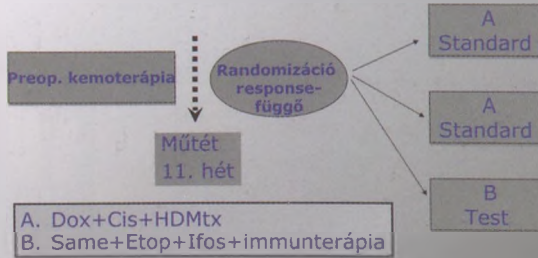 Preop. kemoterápia
Műtét
11. hét
Randomizáció
response-
függő
A
Standard
A
Standard
B
Test
A. Dox+Cis+HDMtx
B. Same+Etop+Ifos+immunterápia